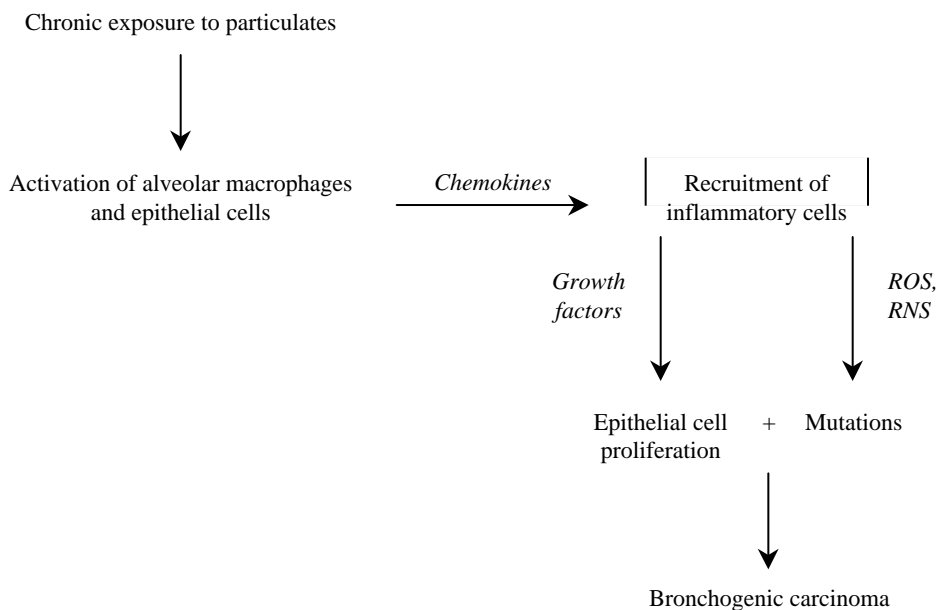 Chronic exposure to particulates
Activation of alveolar macrophages
and epithelial cells
Chemokines
Recruitment of
inflammatory cells
Growth
factors
ROS,
RNS
Epithelial cell
proliferation
+
Mutations
Bronchogenic carcinoma